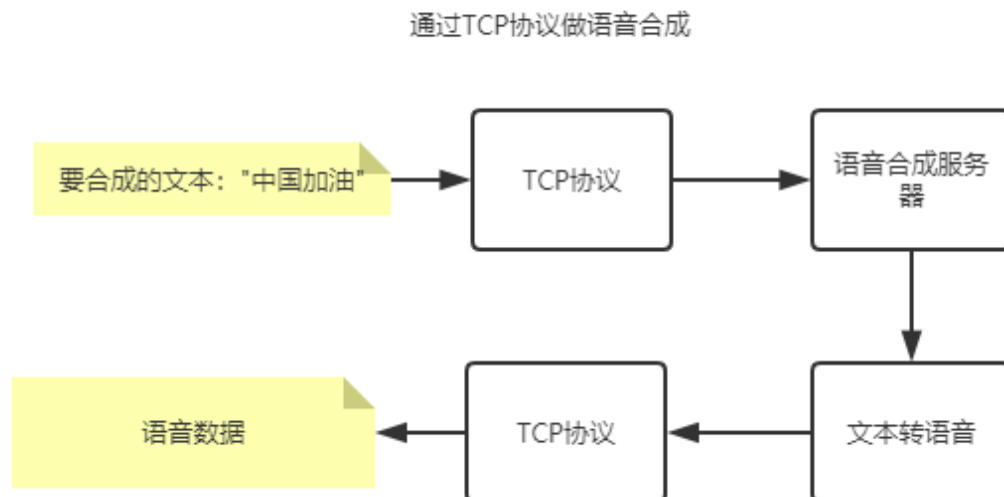 通过TCP协议做语音合成
要合成的文本："中国加油"
TCP协议
语音合成服务
器
语音数据
TCP协议
文本转语音